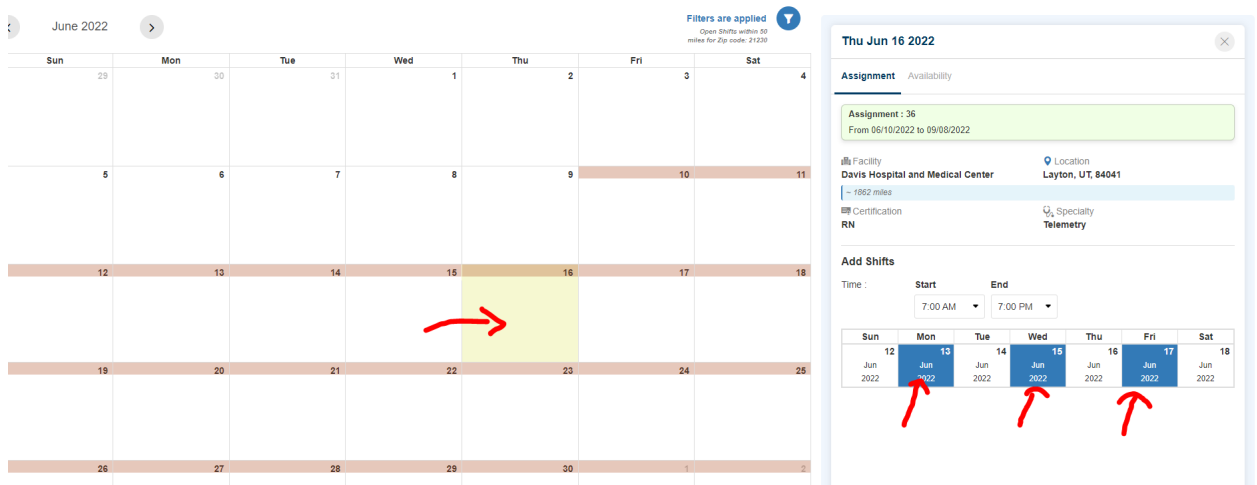 June 2022
Filters are applied
Open Shifts within 50
miles for Zip code: 21230
Sun Mon Tue Wed Thu Fri Sat
29 30 31 1 2 3 4
5 6 7 8 9 10 11
12 13 14 15 16 17 18
19 20 21 22 23 24 25
26 27 28 29 30 1 2
Thu Jun 16 2022
Assignment Availability
Assignment : 36
From 06/10/2022 to 09/08/2022
Facility Location
Davis Hospital and Medical Center Layton, UT, 84041
~ 1862 miles
Certification Specialty
RN Telemetry
Add Shifts
Time : Start End
7:00 AM 7:00 PM
Sun Mon Tue Wed Thu Fri Sat
12 13 14 15 16 17 18
Jun Jun Jun Jun Jun Jun Jun
2022 2022 2022 2022 2022 2022 2022